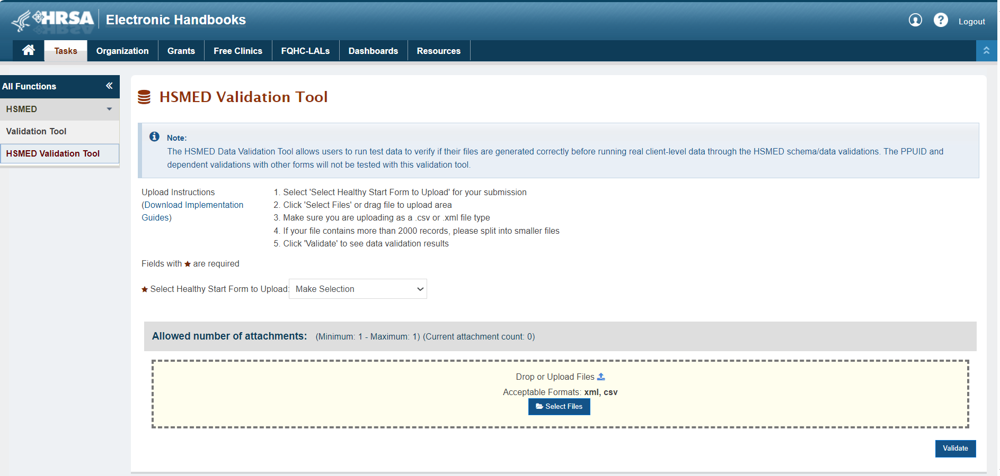 HRSA Electronic Handbooks
Logout
Tasks Organization Grants Free Clinics FQHC-LALs Dashboards Resources
All Functions
HSMED
Validation Tool
HSMED Validation Tool
HSMED Validation Tool
Note:
The HSMED Data Validation Tool allows users to run test data to verify if their files are generated correctly before running real client-level data through the HSMED schema/data validations. The PPUID and
dependent validations with other forms will not be tested with this validation tool.
Upload Instructions
(Download Implementation
Guides)
1. Select 'Select Healthy Start Form to Upload' for your submission
2. Click 'Select Files' or drag file to upload area
3. Make sure you are uploading as a .csv or .xml file type
4. If your file contains more than 2000 records, please split into smaller files
5. Click 'Validate' to see data validation results
Fields with ★ are required
★ Select Healthy Start Form to Upload: Make Selection
Allowed number of attachments: (Minimum: 1 - Maximum: 1) (Current attachment count: 0)
Drop or Upload Files
Acceptable Formats: xml, csv
Select Files
Validate